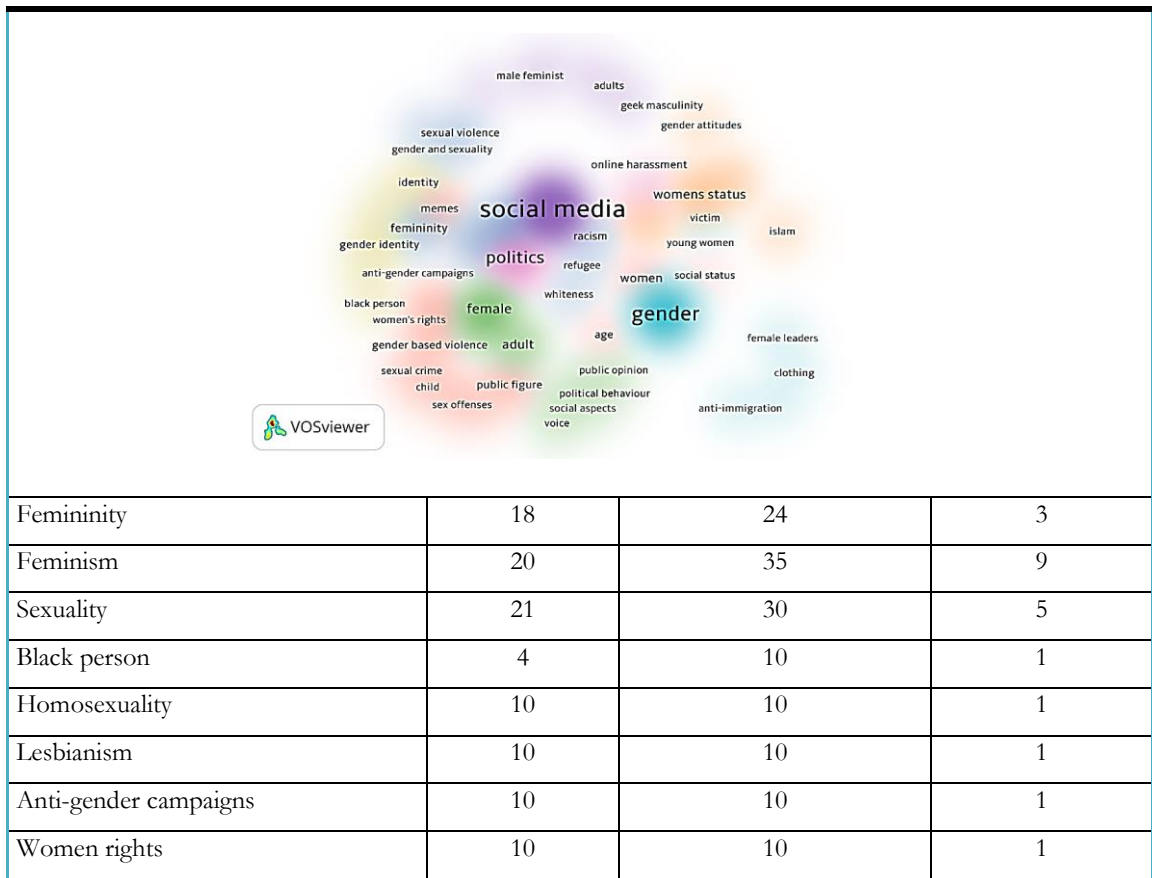 male feminist
adults
geek masculinity
gender attitudes
sexual violence
gender and sexuality
online harassment
identity
womens status
memes
social media
victim
femininity
racism
islam
gender identity
young women
politics
refugee
anti-gender campaigns
women
social status
whiteness
black person
female
gender
women's rights
age
female leaders
gender based violence
adult
sexual crime
public opinion
clothing
child
public figure
political behaviour
sex offenses
social aspects
anti-immigration
voice
VOSviewer
Femininity 18 24 3
Feminism 20 35 9
Sexuality 21 30 5
Black person 4 10 1
Homosexuality 10 10 1
Lesbianism 10 10 1
Anti-gender campaigns 10 10 1
Women rights 10 10 1